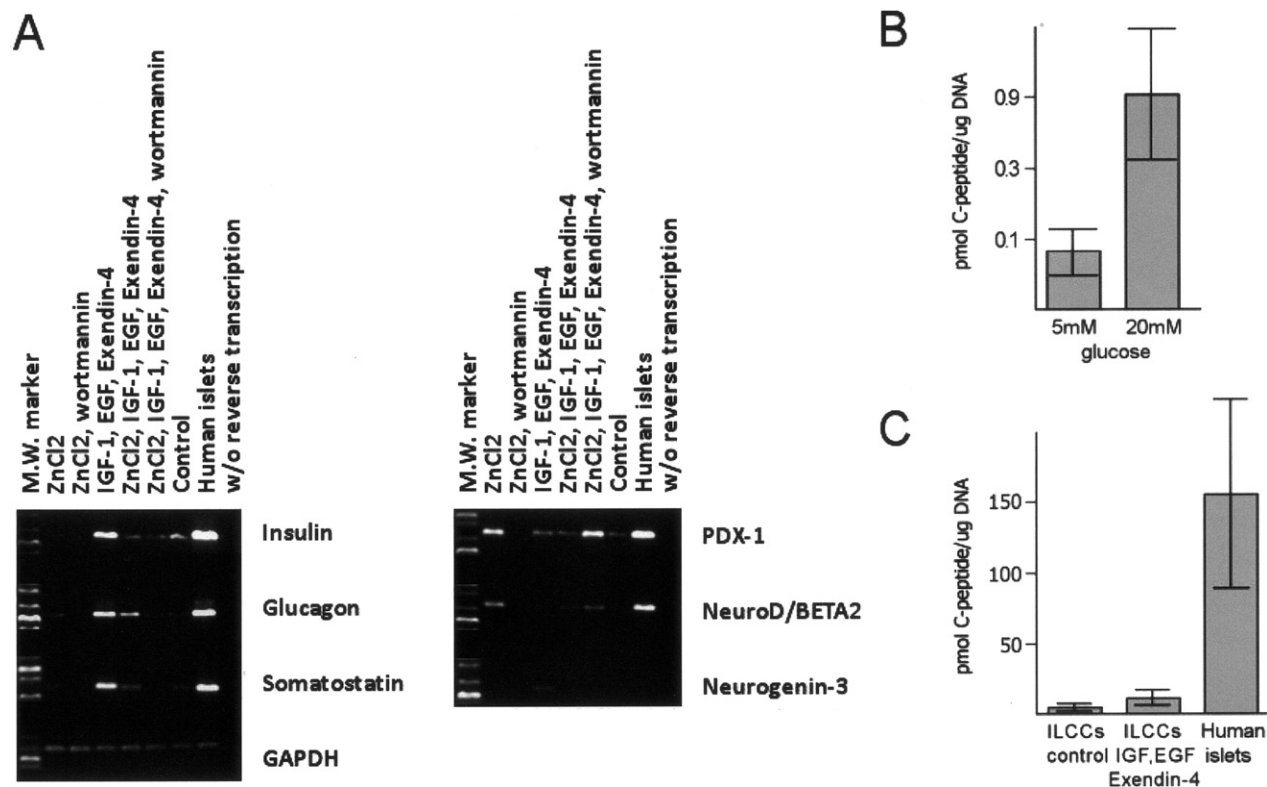 A
M.W. marker
ZnCl2
ZnCl2, wortmannin
IGF-1, EGF, Exendin-4
ZnCl2, IGF-1, EGF, Exendin-4
ZnCl2, IGF-1, EGF, Exendin-4, wortmannin
Control
Human islets
w/o reverse transcription
Insulin
Glucagon
Somatostatin
GAPDH
M.W. marker
ZnCl2
ZnCl2, wortmannin
IGF-1, EGF, Exendin-4
ZnCl2, IGF-1, EGF, Exendin-4
ZnCl2, IGF-1, EGF, Exendin-4, wortmannin
Control
Human islets
w/o reverse transcription
PDX-1
NeuroD/BETA2
Neurogenin-3
B
pmol C-peptide/ug DNA
0.9
0.3
0.1
5mM 20mM
glucose
C
pmol C-peptide/ug DNA
150
100
50
ILCCs ILCCs Human
control IGF,EGF islets
Exendin-4